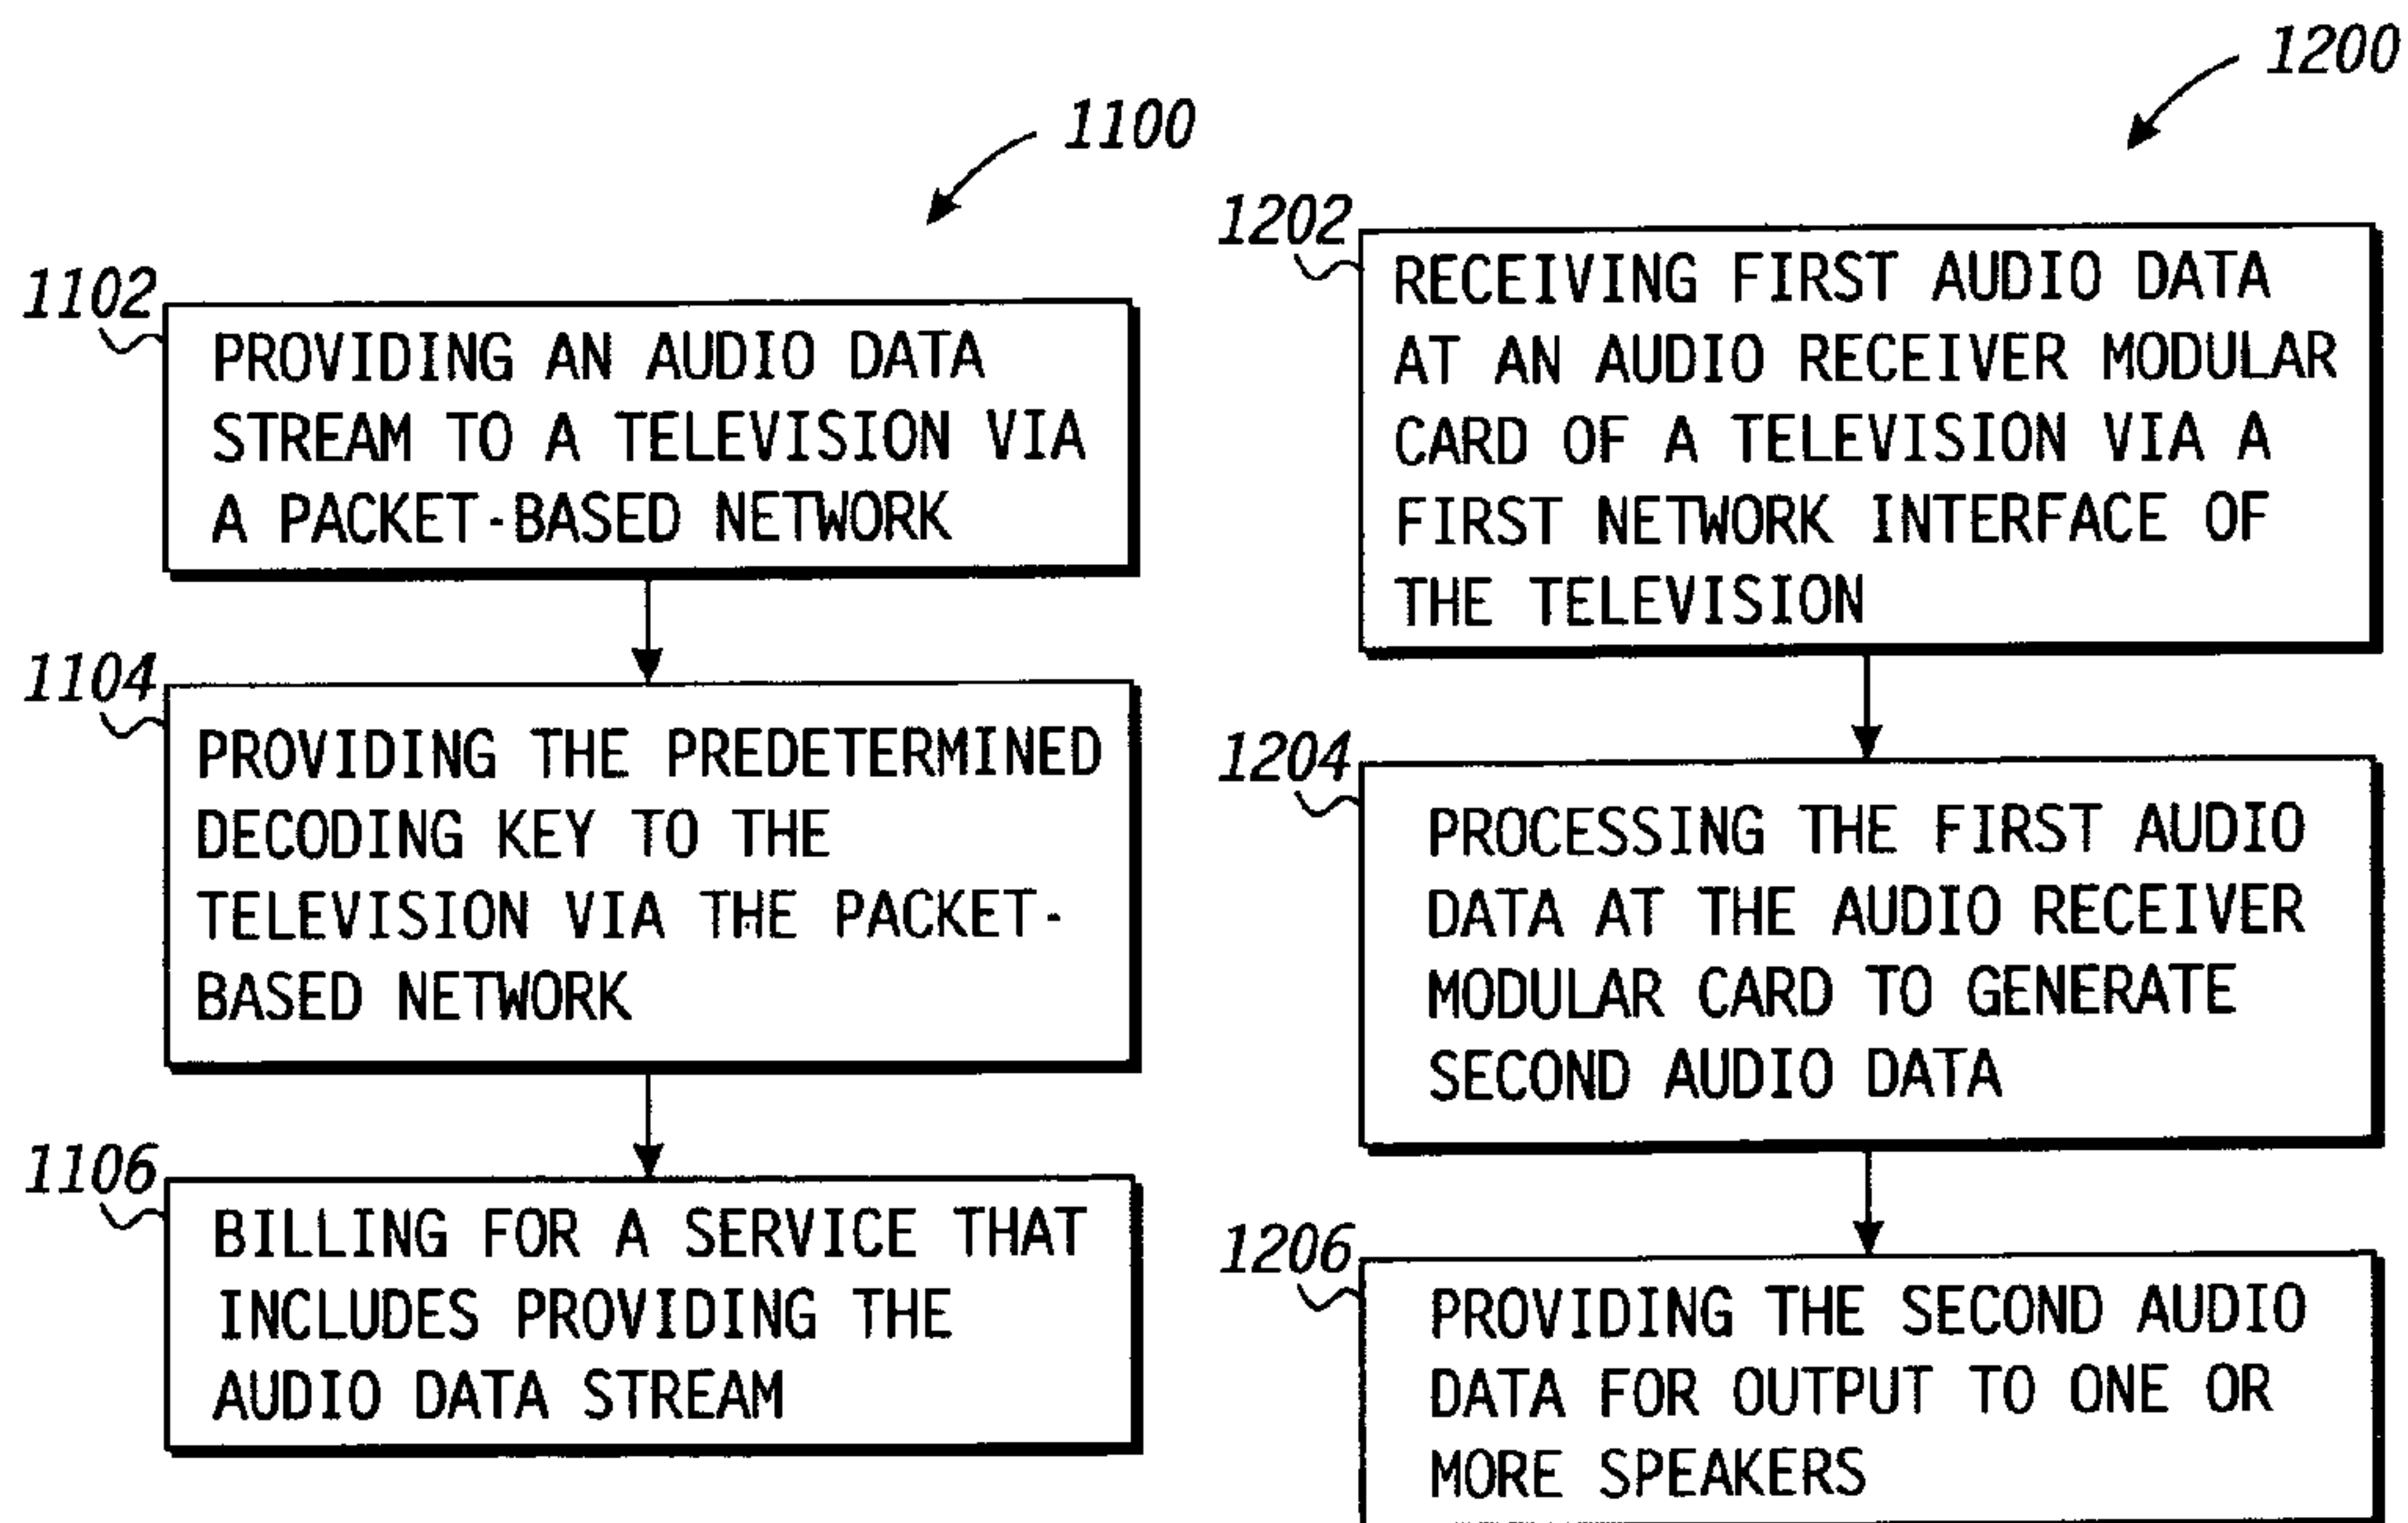 1100
1102
PROVIDING AN AUDIO DATA
STREAM TO A TELEVISION VIA
A PACKET-BASED NETWORK
1104
PROVIDING THE PREDETERMINED
DECODING KEY TO THE
TELEVISION VIA THE PACKET-
BASED NETWORK
1106
BILLING FOR A SERVICE THAT
INCLUDES PROVIDING THE
AUDIO DATA STREAM
1200
1202
RECEIVING FIRST AUDIO DATA
AT AN AUDIO RECEIVER MODULAR
CARD OF A TELEVISION VIA A
FIRST NETWORK INTERFACE OF
THE TELEVISION
1204
PROCESSING THE FIRST AUDIO
DATA AT THE AUDIO RECEIVER
MODULAR CARD TO GENERATE
SECOND AUDIO DATA
1206
PROVIDING THE SECOND AUDIO
DATA FOR OUTPUT TO ONE OR
MORE SPEAKERS